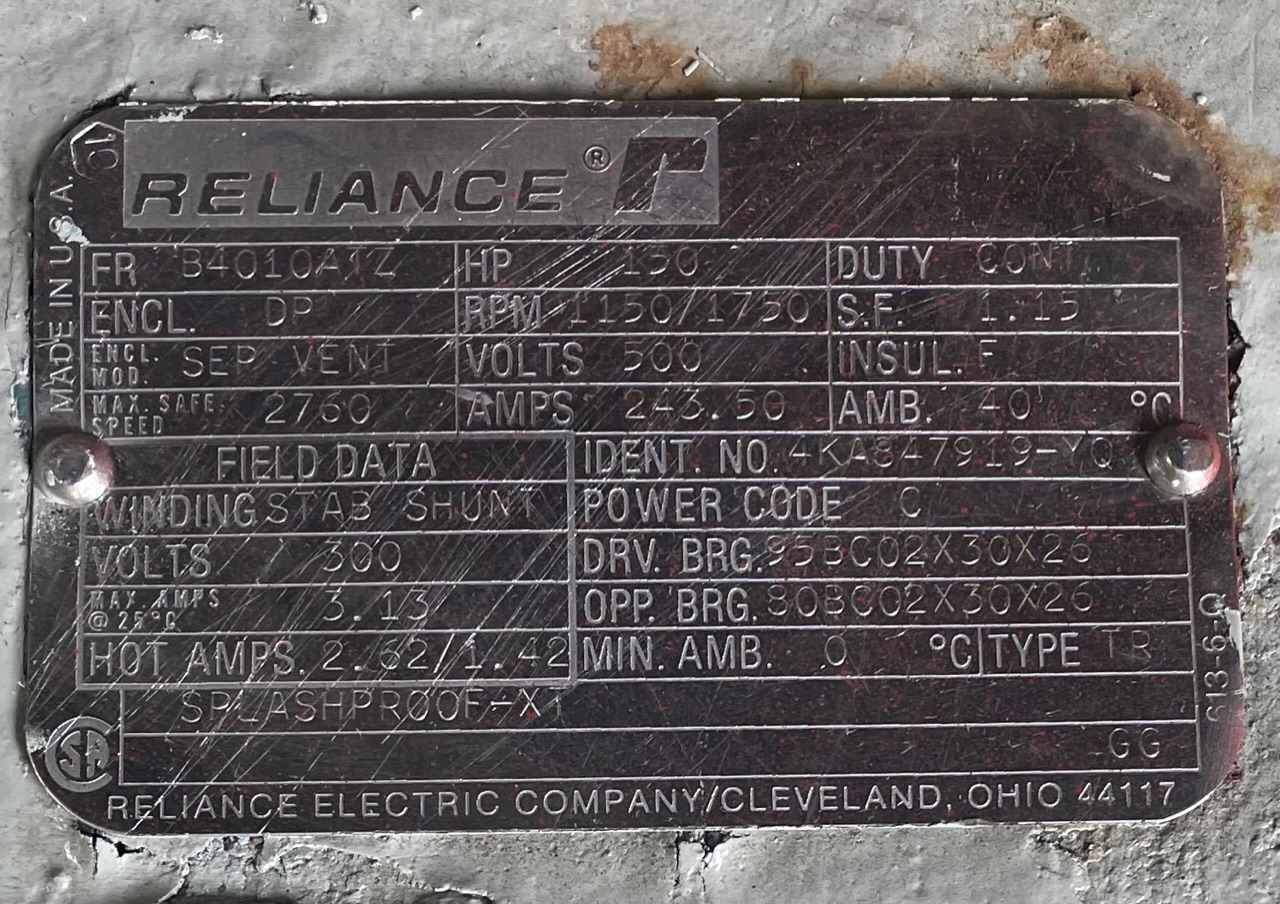 RELIANCE ® r
MADE IN U.S.A.
FR B4010ATZ HP 150 DUTY CONT
ENCL. DP RPM 1150/1750 S.F. 1.15
ENCL. MOD. SEP VENT VOLTS 500 INSUL. F
MAX. SAFE SPEED 2760 AMPS 243.50 AMB. 40 °C
FIELD DATA IDENT. NO. 4KA847919-YQ
WINDING STAB SHUNT POWER CODE C
VOLTS 300 DRV. BRG. 95BC02X30X26
MAX. AMPS @ 25°C 3.13 OPP. BRG. 80BC02X30X26
HOT AMPS. 2.62/1.42 MIN. AMB. 0 °C TYPE TR
SPLASHPROOF-XT
GG
613-6-Q
SA
RELIANCE ELECTRIC COMPANY/CLEVELAND, OHIO 44117